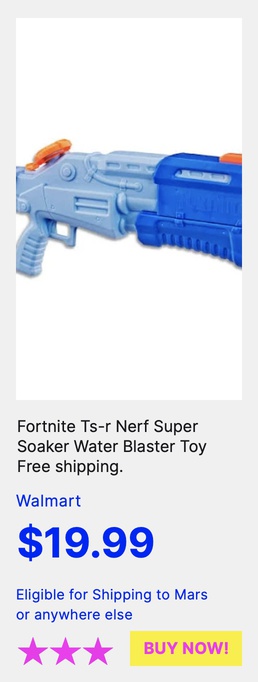 Fortnite Ts-r Nerf Super
Soaker Water Blaster Toy
Free shipping.
Walmart
$19.99
Eligible for Shipping to Mars
or anywhere else
BUY NOW!